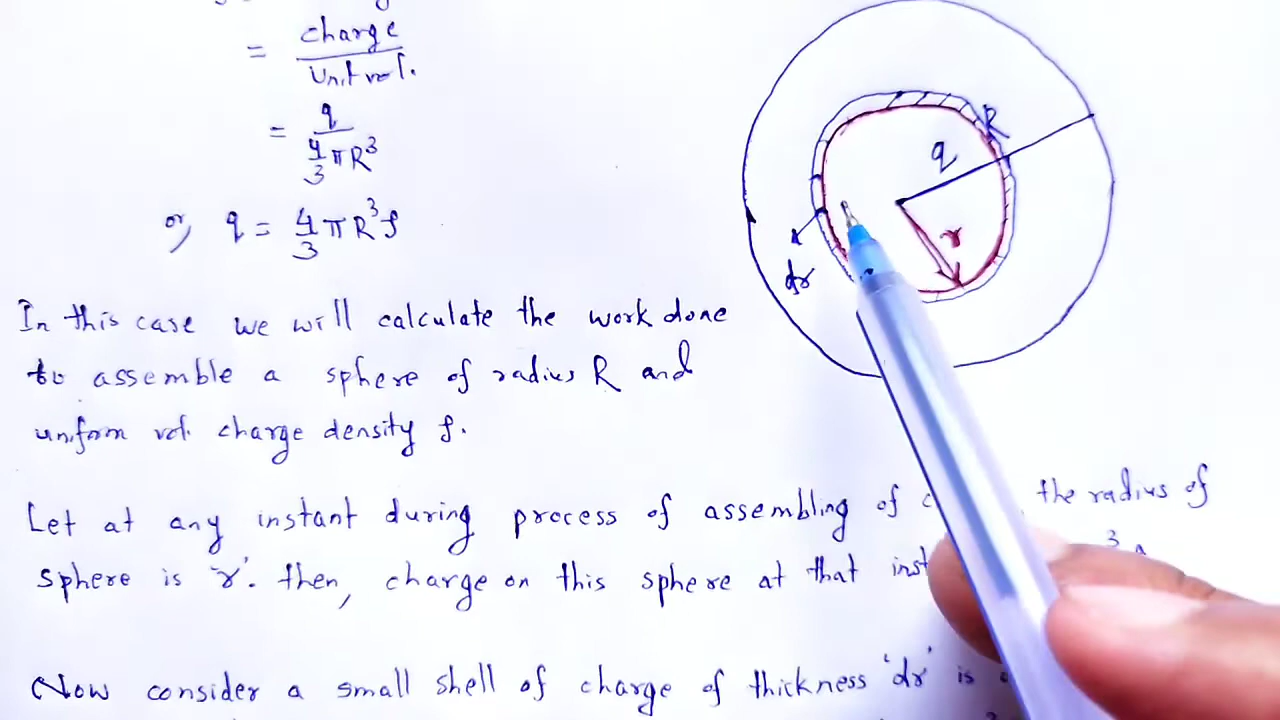 = charge
unit vol.
= q
4/3 πR³
or, q = 4/3 πR³ρ
R
q
r
dr
In this case we will calculate the work done
to assemble a sphere of radius R and
uniform vol. charge density ρ.
Let at any instant during process of assembling of the radius of
sphere is 'r'. then, charge on this sphere at that
Now consider a small shell of charge of thickness 'dr' is